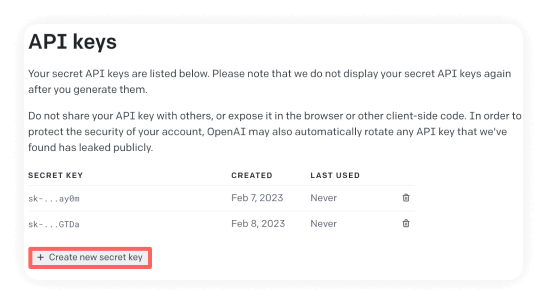 API keys
Your secret API keys are listed below. Please note that we do not display your secret API keys again
after you generate them.
Do not share your API key with others, or expose it in the browser or other client-side code. In order to
protect the security of your account, OpenAI may also automatically rotate any API key that we've
found has leaked publicly.
SECRET KEY CREATED LAST USED
sk-...ay0m Feb 7, 2023 Never
sk-...GTDa Feb 8, 2023 Never
+ Create new secret key